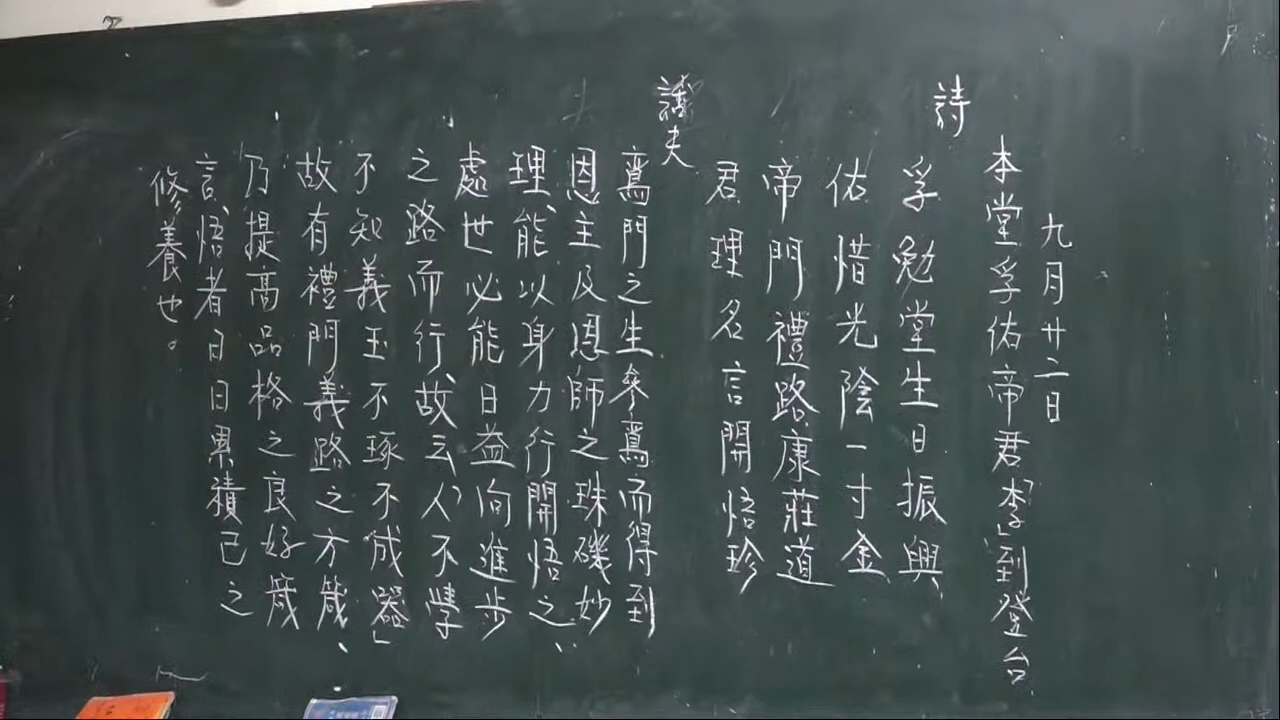 九月廿二日
本堂孚佑帝君「李」到登台
詩
孚勉堂生日振興
佑惜光陰一寸金
帝門禮路康莊道
君理名言開悟珍
講夫
鸞門之生參鸞而得到
恩主及恩師之珠磯妙
理、能以身力行開悟之、
處世必能日益向進步
之路而行、故云「人不學
不知義玉不琢不成器」
故有禮門義路之方箴、
乃提高品格之良好箴
言、悟者日日累積己之
修養也。